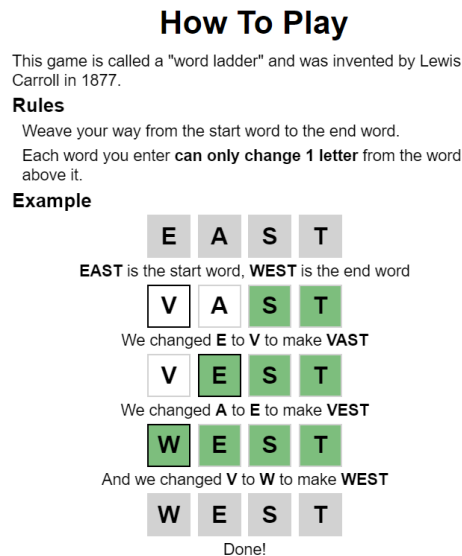 How To Play
This game is called a "word ladder" and was invented by Lewis
Carroll in 1877.
Rules
Weave your way from the start word to the end word.
Each word you enter can only change 1 letter from the word
above it.
Example
E A S T
EAST is the start word, WEST is the end word
V A S T
We changed E to V to make VAST
V E S T
We changed A to E to make VEST
W E S T
And we changed V to W to make WEST
W E S T
Done!